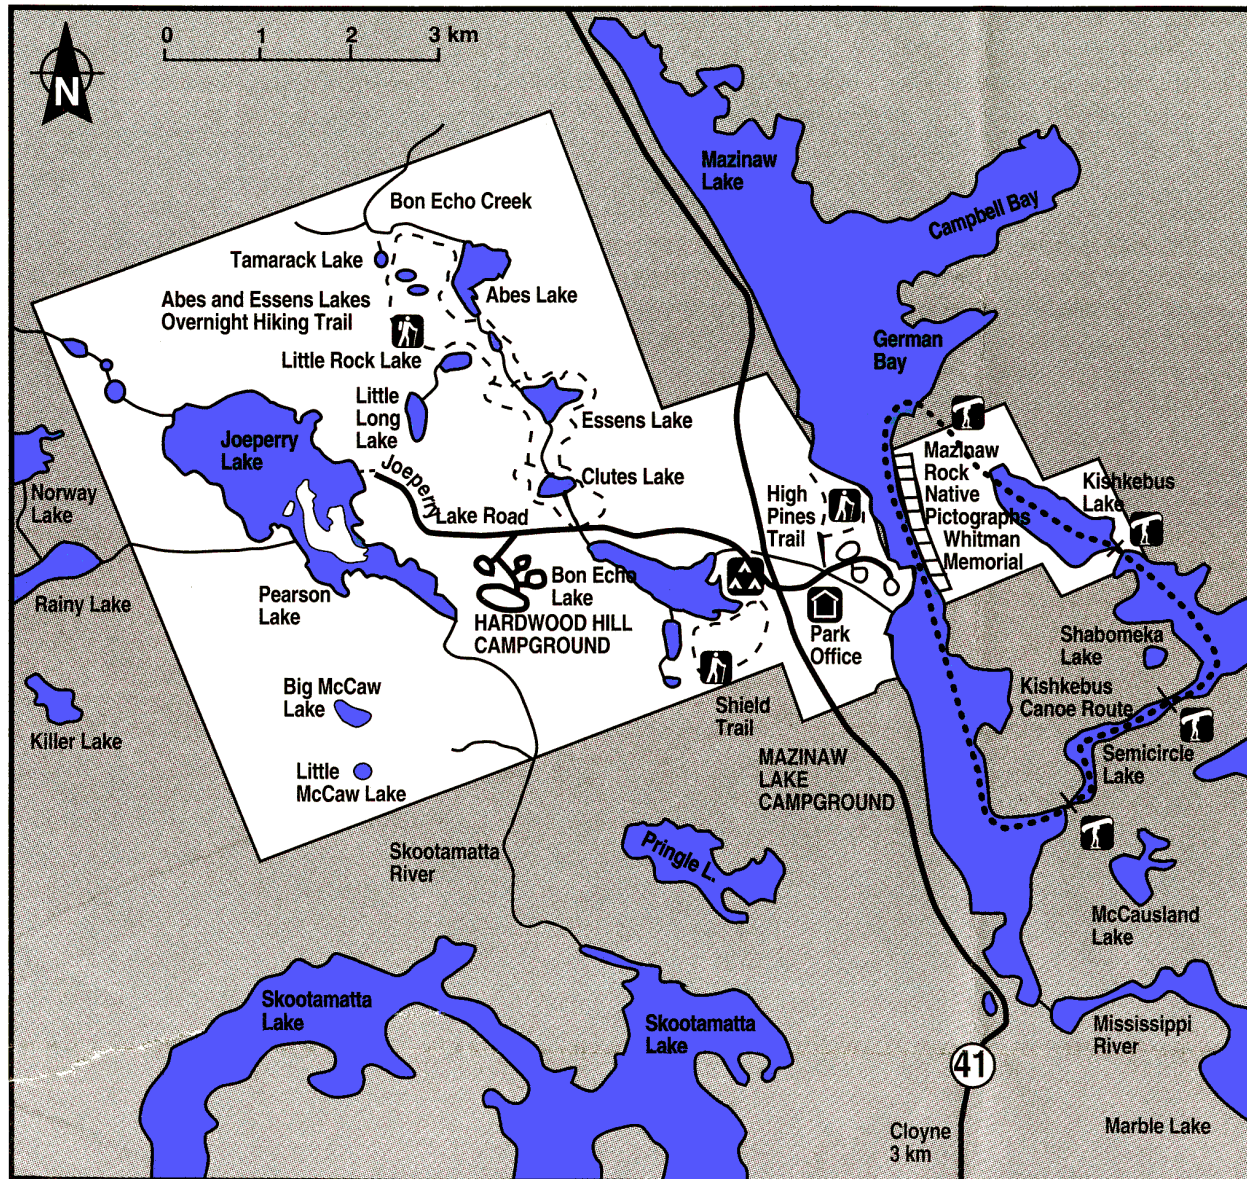 0 1 2 3 km
N
Mazinaw
Lake
Campbell Bay
Bon Echo Creek
Tamarack Lake
Abes Lake
Abes and Essens Lakes
Overnight Hiking Trail
German
Bay
Little Rock Lake
Little
Long
Lake
Essens Lake
Joeperry
Lake
Joeperry
Lake Road
Clutes Lake
Mazinaw
Rock
Native
Pictographs
Whitman
Memorial
Kishkebus
Lake
High
Pines
Trail
Norway
Lake
Rainy Lake
Pearson
Lake
Bon Echo
Lake
HARDWOOD HILL
CAMPGROUND
Park
Office
Shabomeka
Lake
Kishkebus
Canoe Route
Big McCaw
Lake
Shield
Trail
Killer Lake
Little
McCaw Lake
MAZINAW
LAKE
CAMPGROUND
Semicircle
Lake
Skootamatta
River
Pringle L.
McCausland
Lake
Skootamatta
Lake
Skootamatta
Lake
Mississippi
River
41
Marble Lake
Cloyne
3 km